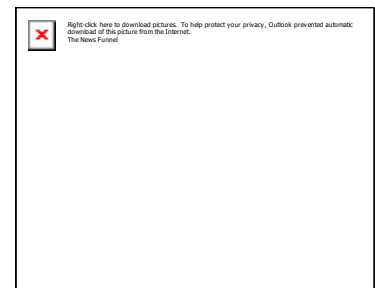 Right-click here to download pictures. To help protect your privacy, Outlook prevented automatic
download of this picture from the Internet.
The News Funnel